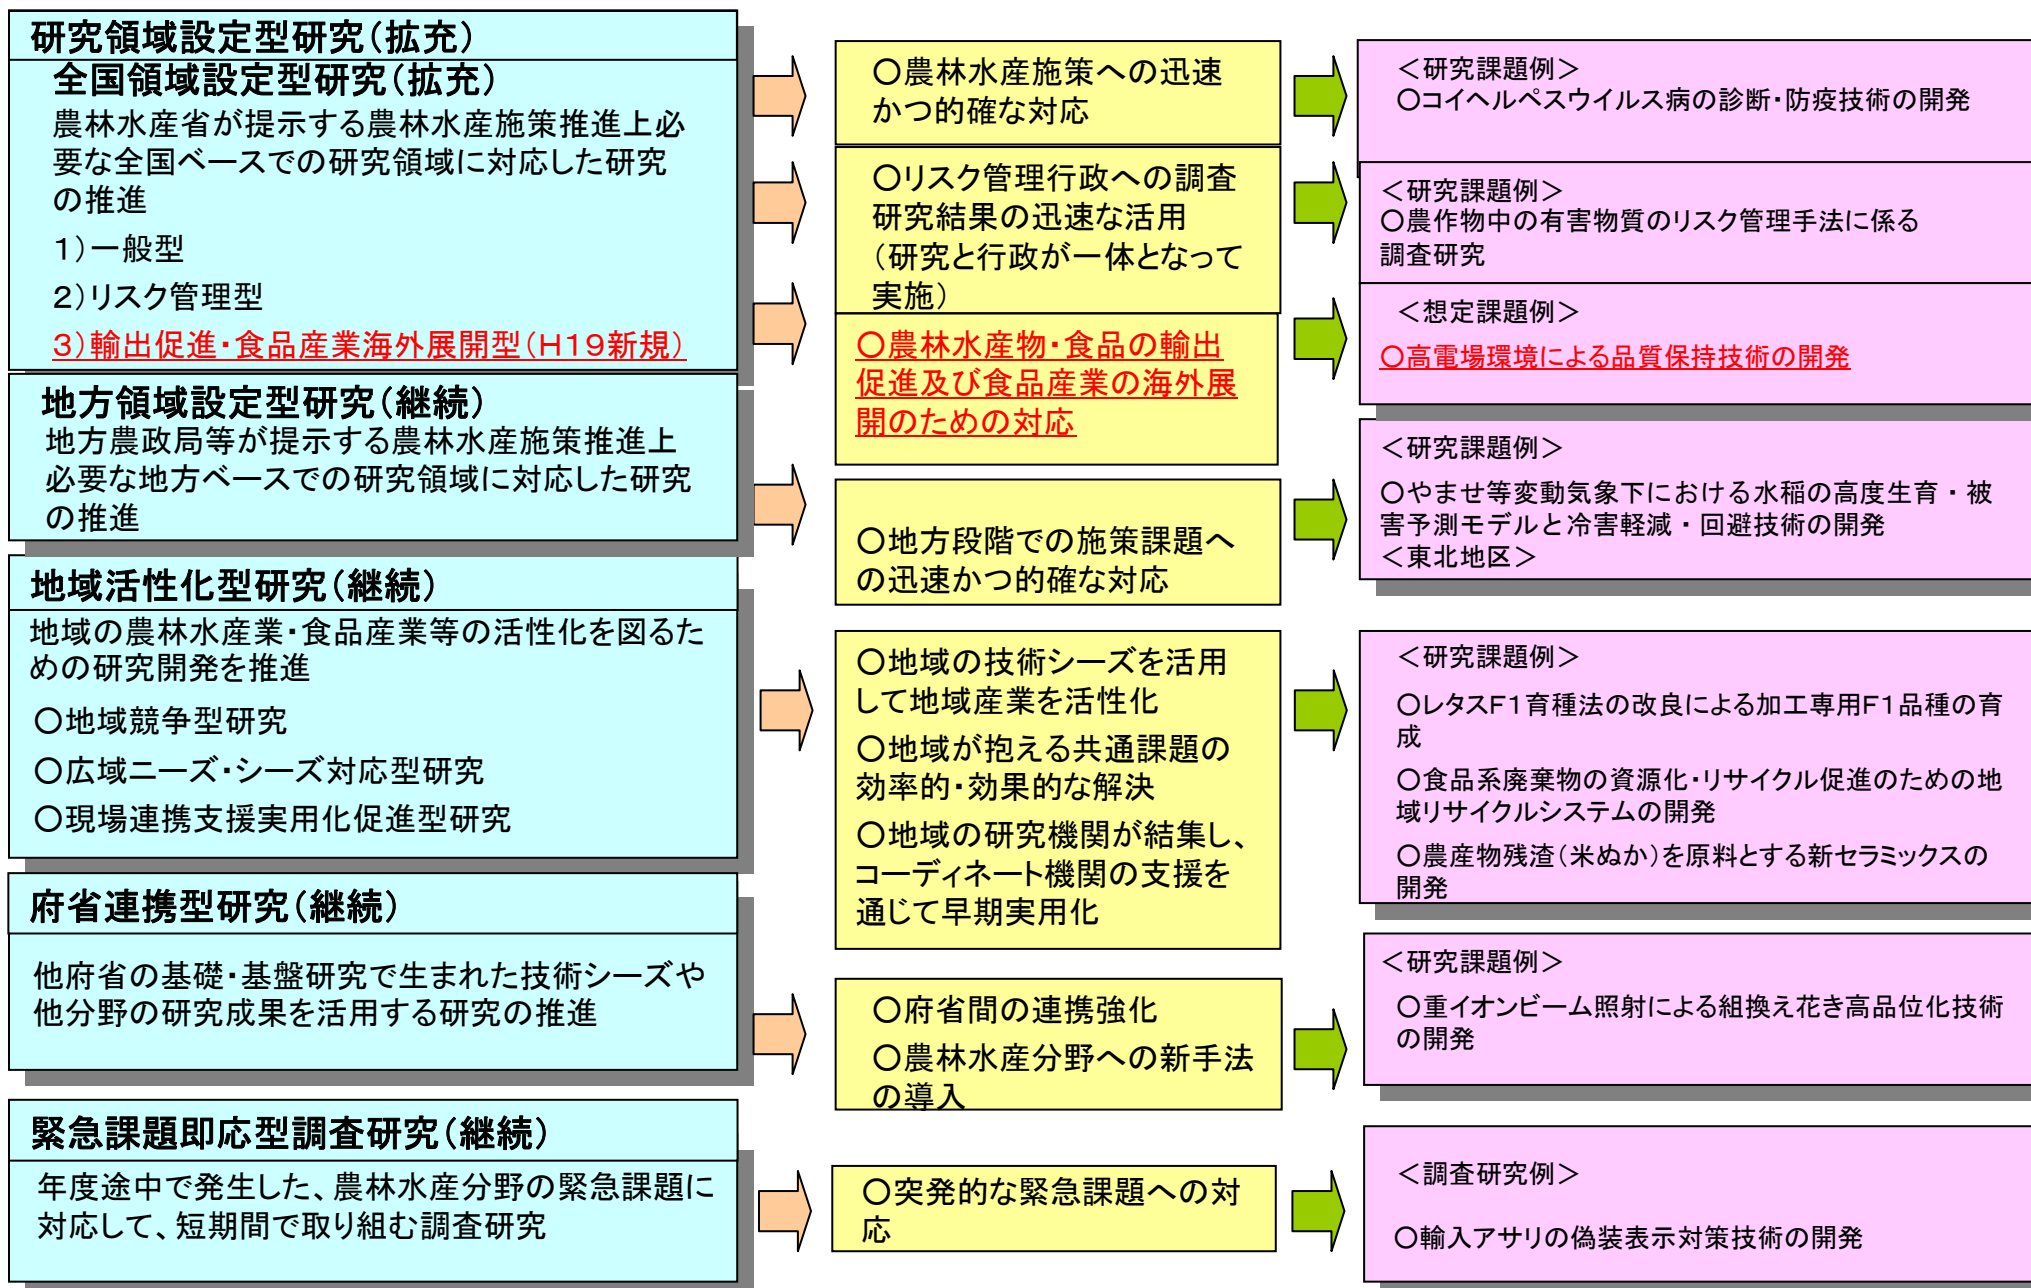 研究領域設定型研究（拡充）
全国領域設定型研究（拡充）
農林水産省が提示する農林水産施策推進上必
要な全国ベースでの研究領域に対応した研究
の推進
１）一般型
２）リスク管理型
３）輸出促進・食品産業海外展開型（H１９新規）
地方領域設定型研究（継続）
地方農政局等が提示する農林水産施策推進上
必要な地方ベースでの研究領域に対応した研究
の推進
地域活性化型研究（継続）
地域の農林水産業・食品産業等の活性化を図るた
めの研究開発を推進
○地域競争型研究
○広域ニーズ・シーズ対応型研究
○現場連携支援実用化促進型研究
府省連携型研究（継続）
他府省の基礎・基盤研究で生まれた技術シーズや
他分野の研究成果を活用する研究の推進
緊急課題即応型調査研究（継続）
年度途中で発生した、農林水産分野の緊急課題に
対応して、短期間で取り組む調査研究
○農林水産施策への迅速
かつ的確な対応
○リスク管理行政への調査
研究結果の迅速な活用
（研究と行政が一体となって
実施）
○農林水産物・食品の輸出
促進及び食品産業の海外展
開のための対応
○地方段階での施策課題へ
の迅速かつ的確な対応
○地域の技術シーズを活用
して地域産業を活性化
○地域が抱える共通課題の
効率的・効果的な解決
○地域の研究機関が結集し、
コーディネート機関の支援を
通じて早期実用化
○府省間の連携強化
○農林水産分野への新手法
の導入
○突発的な緊急課題への対
応
＜研究課題例＞
○コイヘルペスウイルス病の診断・防疫技術の開発
＜研究課題例＞
○農作物中の有害物質のリスク管理手法に係る
調査研究
＜想定課題例＞
○高電場環境による品質保持技術の開発
＜研究課題例＞
○やませ等変動気象下における水稲の高度生育・被
害予測モデルと冷害軽減・回避技術の開発
＜東北地区＞
＜研究課題例＞
○レタスF１育種法の改良による加工専用F１品種の育
成
○食品系廃棄物の資源化・リサイクル促進のための地
域リサイクルシステムの開発
○農産物残渣（米ぬか）を原料とする新セラミックスの
開発
＜研究課題例＞
○重イオンビーム照射による組換え花き高品位化技術
の開発
＜調査研究例＞
○輸入アサリの偽装表示対策技術の開発